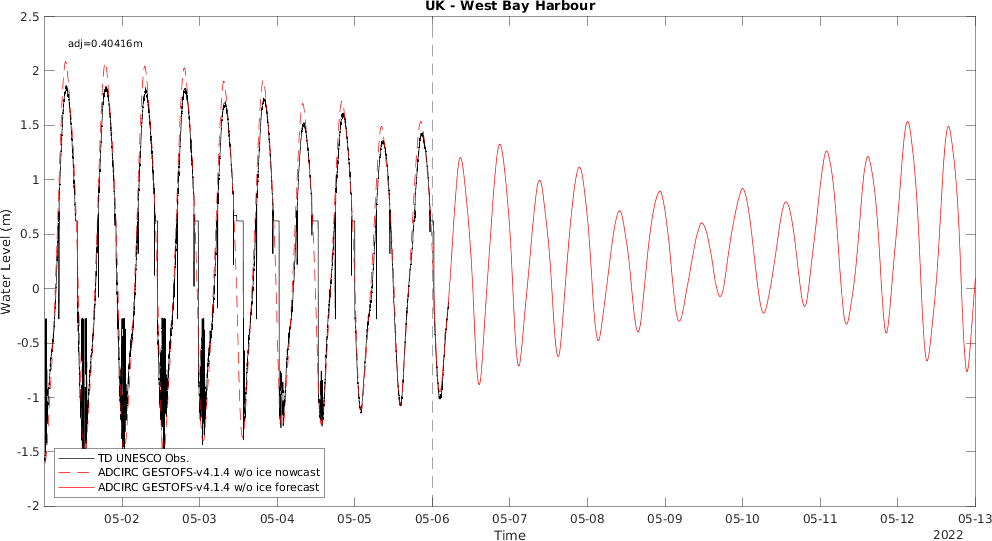 UK - West Bay Harbour
adj=0.40416m
2.5
2
1.5
1
0.5
0
-0.5
-1
-1.5
-2
Water Level (m)
TD UNESCO Obs.
ADCIRC GESTOFS-v4.1.4 w/o ice nowcast
ADCIRC GESTOFS-v4.1.4 w/o ice forecast
05-02 05-03 05-04 05-05 05-06 05-07 05-08 05-09 05-10 05-11 05-12 05-13
Time
2022